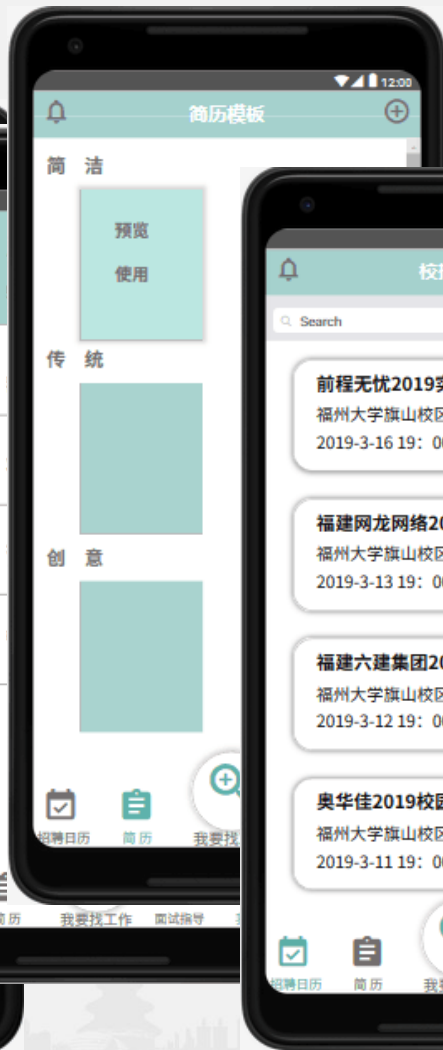 12:00
简历模板
简 洁
预览
使用
传 统
创 意
招聘日历
简 历
我要找
Search
前程无忧2019
福州大学旗山校区
2019-3-16 19：0
福建网龙网络20
福州大学旗山校区
2019-3-13 19：0
福建六建集团20
福州大学旗山校区
2019-3-12 19：0
奥华佳2019校
福州大学旗山校区
2019-3-11 19：0
招聘日历
简 历
我
历
我要找工作
面试指导